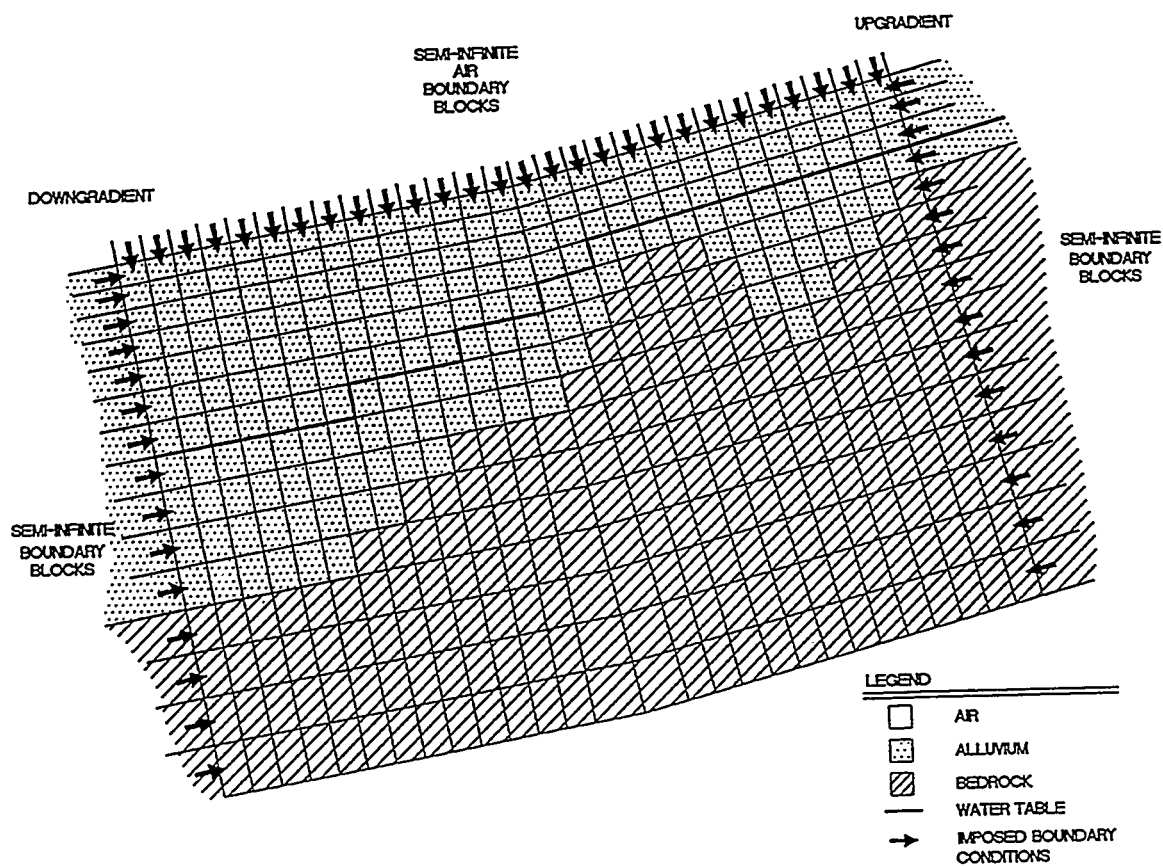 UPGRADIENT
SEMI-INFINITE
AIR
BOUNDARY
BLOCKS
DOWNGRADIENT
SEMI-INFINITE
BOUNDARY
BLOCKS
SEMI-INFINITE
BOUNDARY
BLOCKS
LEGEND
AIR
ALLUVIUM
BEDROCK
WATER TABLE
IMPOSED BOUNDARY
CONDITIONS